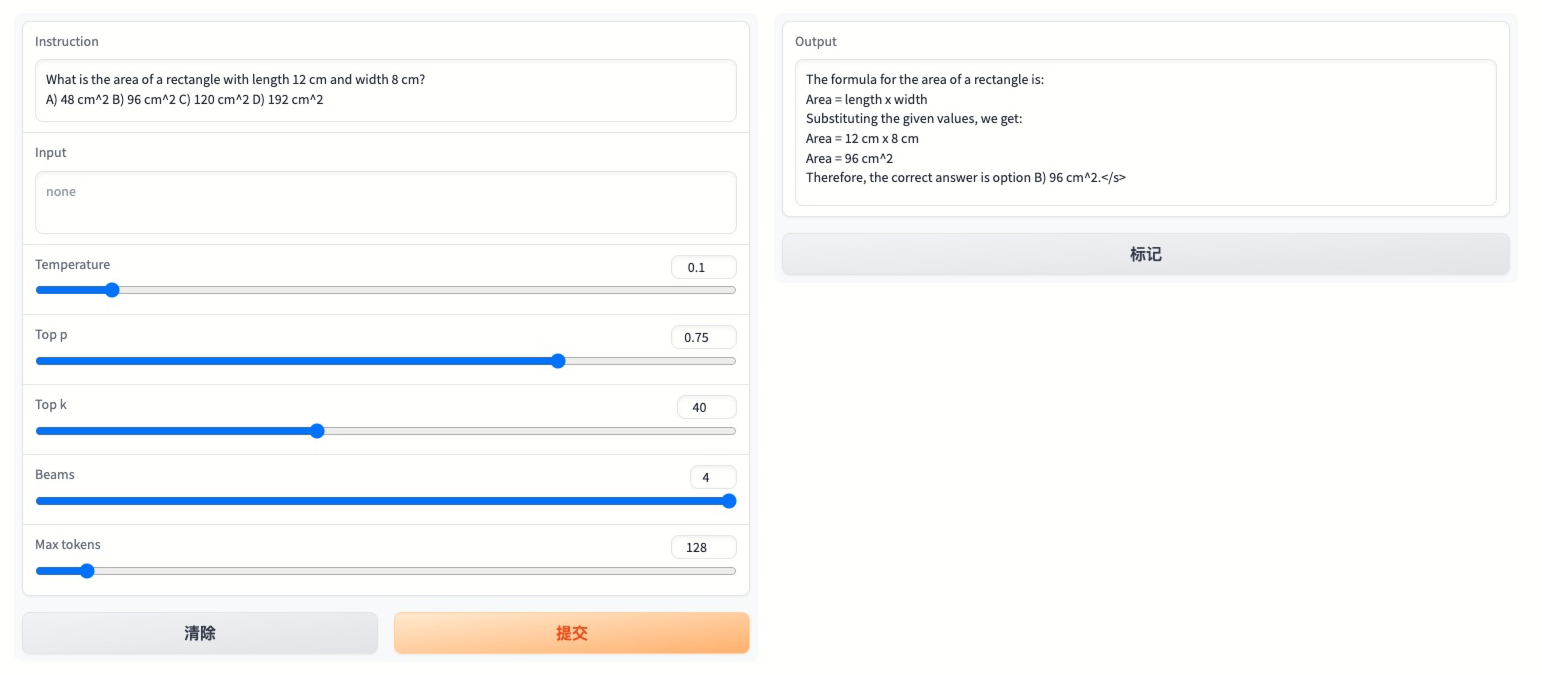 Instruction
What is the area of a rectangle with length 12 cm and width 8 cm?
A) 48 cm^2 B) 96 cm^2 C) 120 cm^2 D) 192 cm^2
Input
none
Temperature
0.1
Top p
0.75
Top k
40
Beams
4
Max tokens
128
清除
提交
Output
The formula for the area of a rectangle is:
Area = length x width
Substituting the given values, we get:
Area = 12 cm x 8 cm
Area = 96 cm^2
Therefore, the correct answer is option B) 96 cm^2.</s>
标记